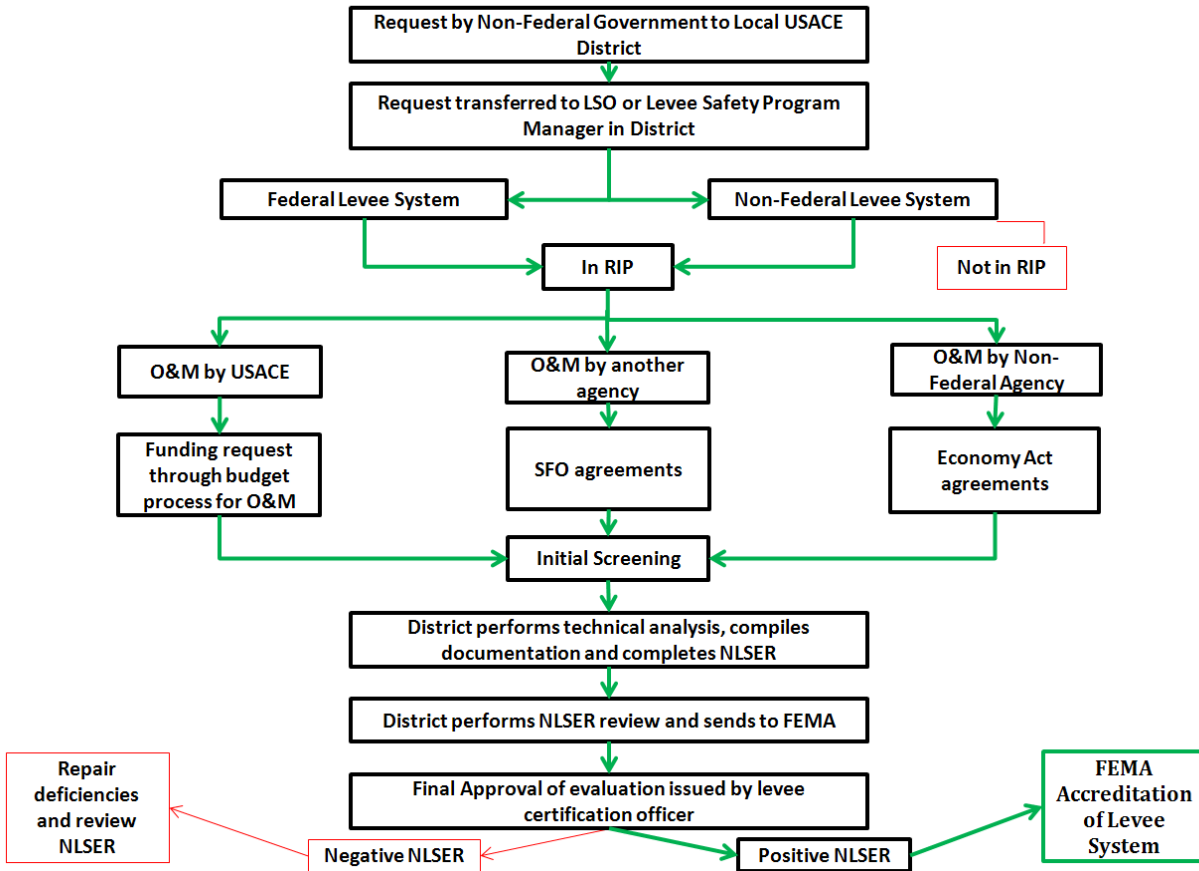 Request by Non-Federal Government to Local USACE
District
Request transferred to LSO or Levee Safety Program
Manager in District
Federal Levee System
Non-Federal Levee System
In RIP
Not in RIP
O&M by USACE
O&M by another
agency
O&M by Non-
Federal Agency
Funding request
through budget
process for O&M
SFO agreements
Economy Act
agreements
Initial Screening
District performs technical analysis, compiles
documentation and completes NLSER
District performs NLSER review and sends to FEMA
Final Approval of evaluation issued by levee
certification officer
Repair
deficiencies
and review
NLSER
Negative NLSER
Positive NLSER
FEMA
Accreditation
of Levee
System